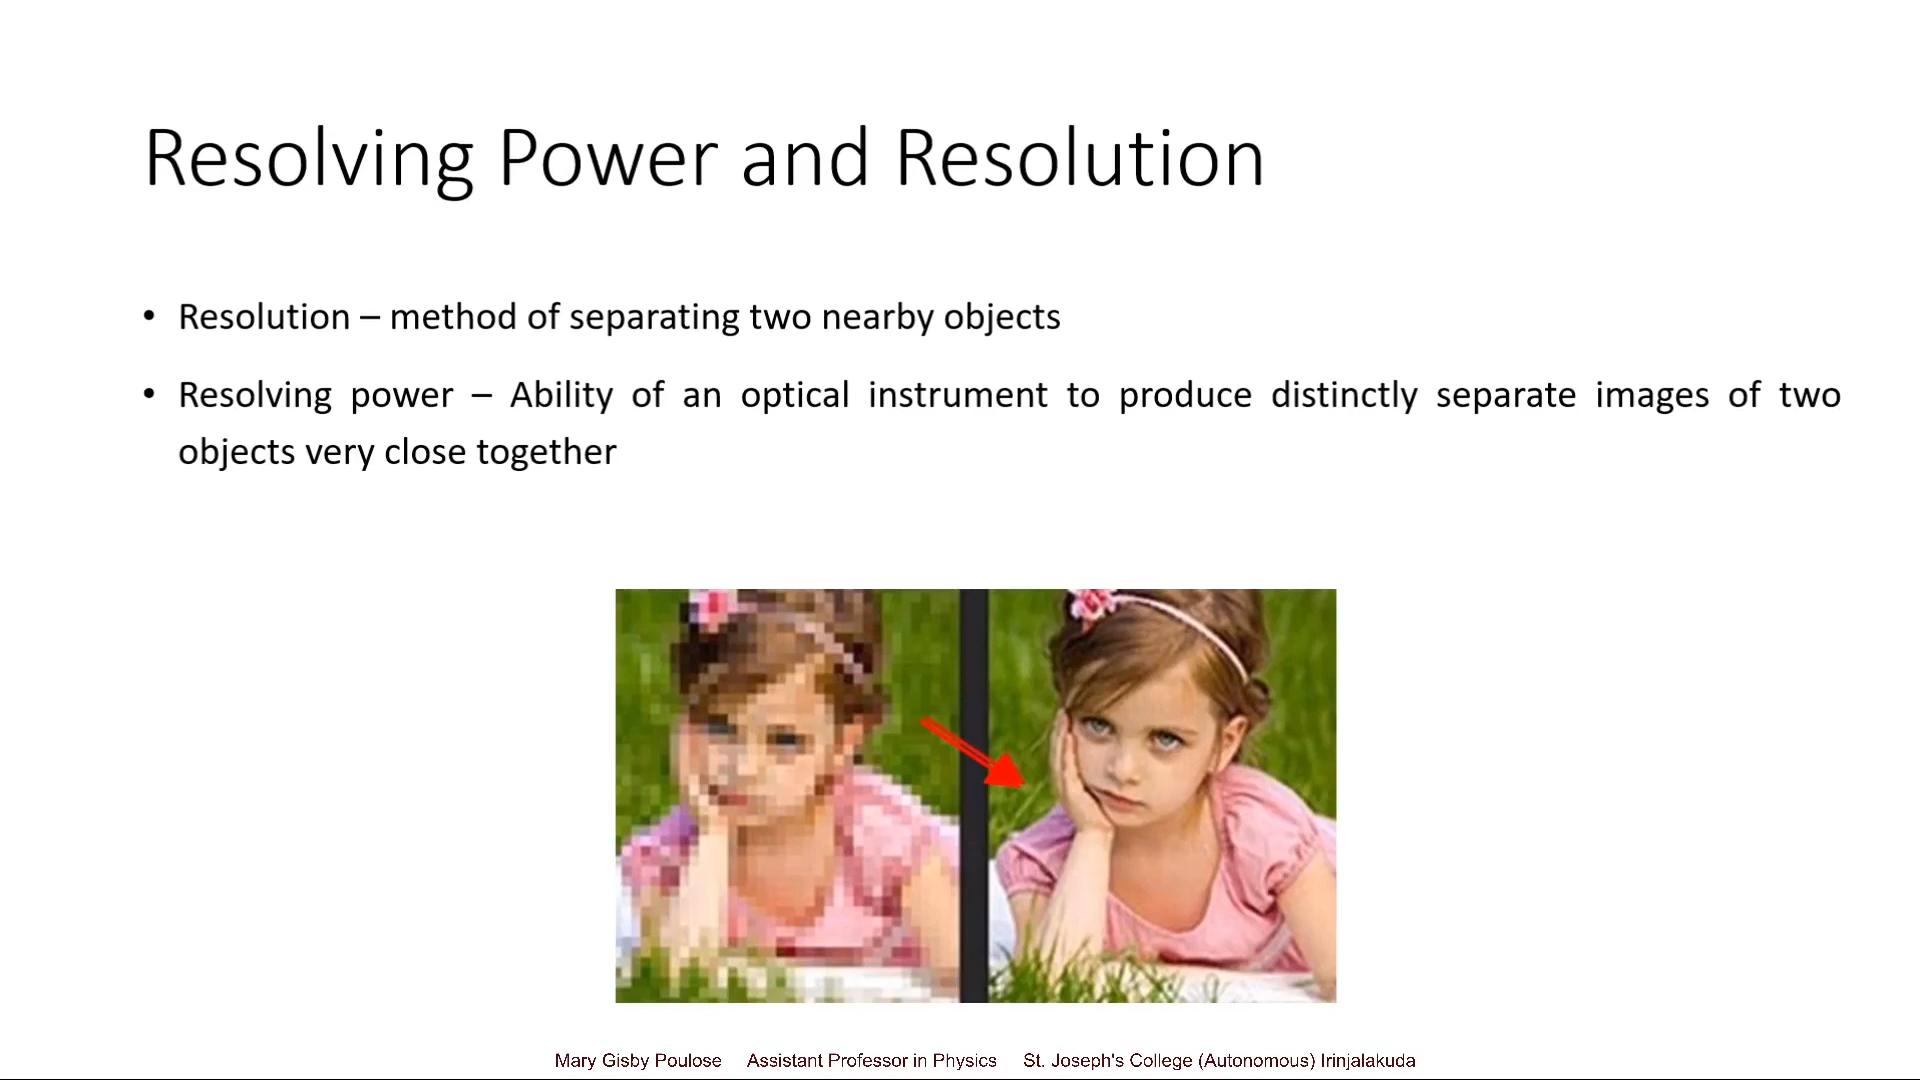 Resolving Power and Resolution
• Resolution – method of separating two nearby objects
• Resolving power – Ability of an optical instrument to produce distinctly separate images of two
objects very close together
Mary Gisby Poulose Assistant Professor in Physics St. Joseph's College (Autonomous) Irinjalakuda